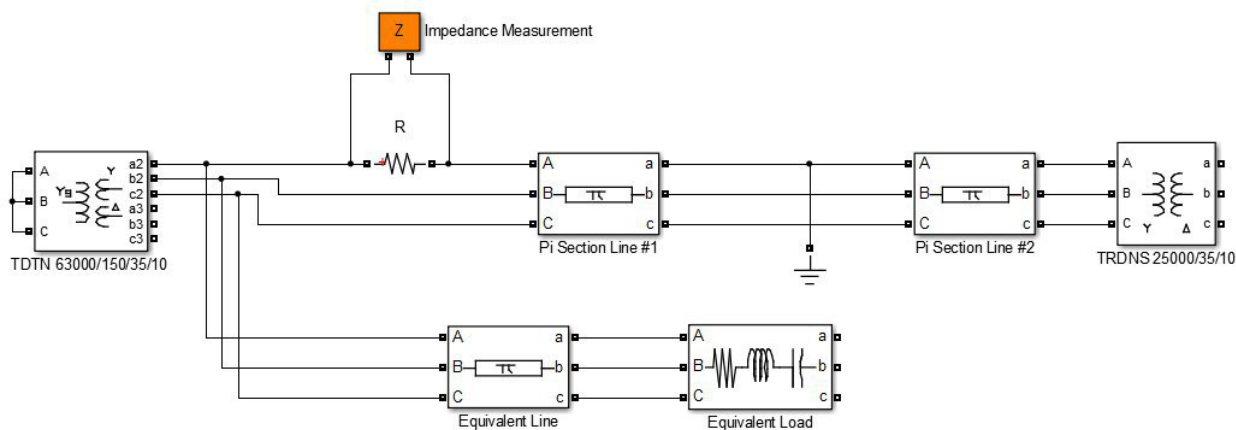 Z
Impedance Measurement
R
A
B
C
Yg
Y
Δ
a2
b2
c2
a3
b3
c3
TDTN 63000/150/35/10
A
B
C
a
b
c
Pi Section Line #1
A
B
C
a
b
c
Pi Section Line #2
A
B
C
Y
Δ
a
b
c
TRDNS 25000/35/10
A
B
C
a
b
c
Equivalent Line
A
B
C
a
b
c
Equivalent Load